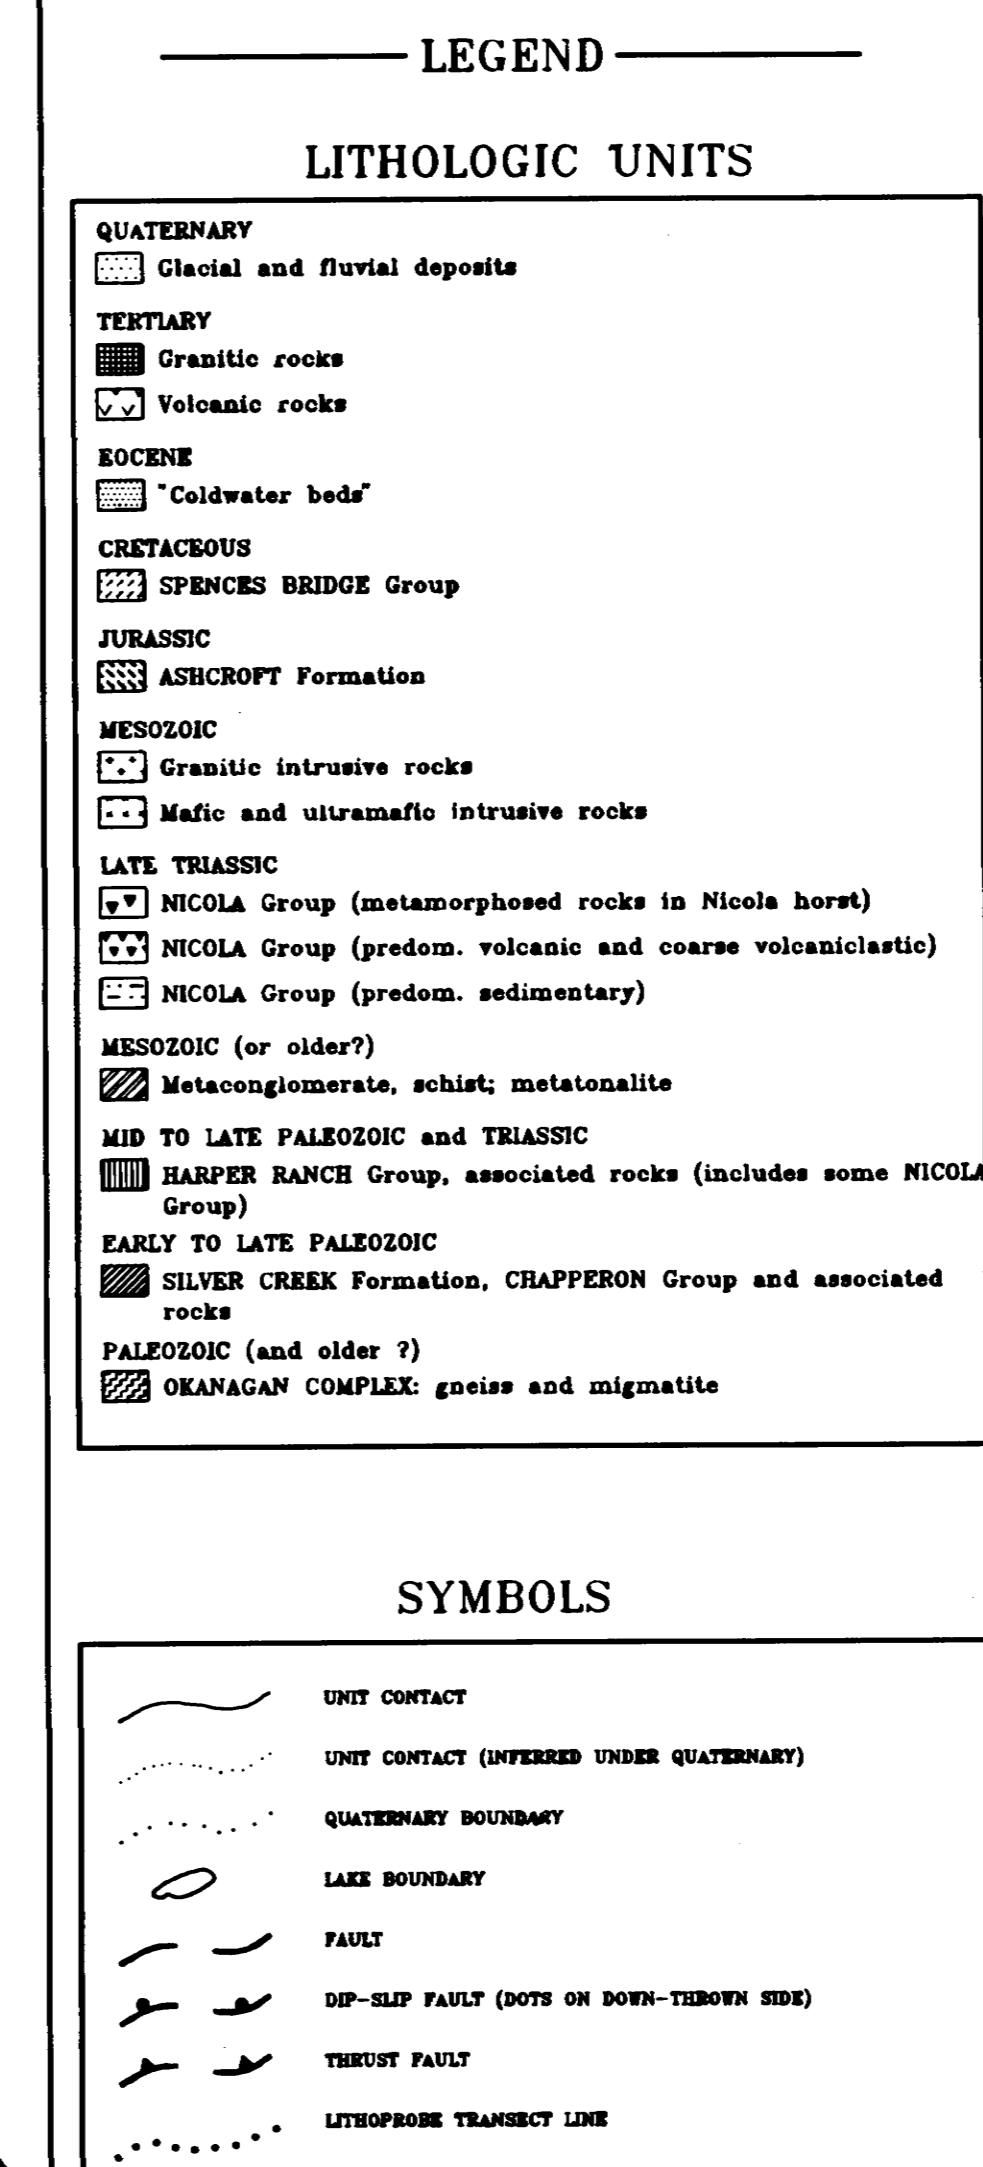 LEGEND
LITHOLOGIC UNITS
QUATERNARY
Glacial and fluvial deposits
TERTIARY
Granitic rocks
Volcanic rocks
EOCENE
"Coldwater beds"
CRETACEOUS
SPENCES BRIDGE Group
JURASSIC
ASHCROFT Formation
MESOZOIC
Granitic intrusive rocks
Mafic and ultramafic intrusive rocks
LATE TRIASSIC
NICOLA Group (metamorphosed rocks in Nicola horst)
NICOLA Group (predom. volcanic and coarse volcaniclastic)
NICOLA Group (predom. sedimentary)
MESOZOIC (or older?)
Metaconglomerate, schist; metatonalite
MID TO LATE PALEOZOIC and TRIASSIC
HARPER RANCH Group, associated rocks (includes some NICOLA
Group)
EARLY TO LATE PALEOZOIC
SILVER CREEK Formation, CHAPPERON Group and associated
rocks
PALEOZOIC (and older ?)
OKANAGAN COMPLEX: gneiss and migmatite
SYMBOLS
UNIT CONTACT
UNIT CONTACT (INFERRED UNDER QUATERNARY)
QUATERNARY BOUNDARY
LAKE BOUNDARY
FAULT
DIP-SLIP FAULT (DOTS ON DOWN-THROWN SIDE)
THRUST FAULT
LITHOPROBE TRANSECT LINE